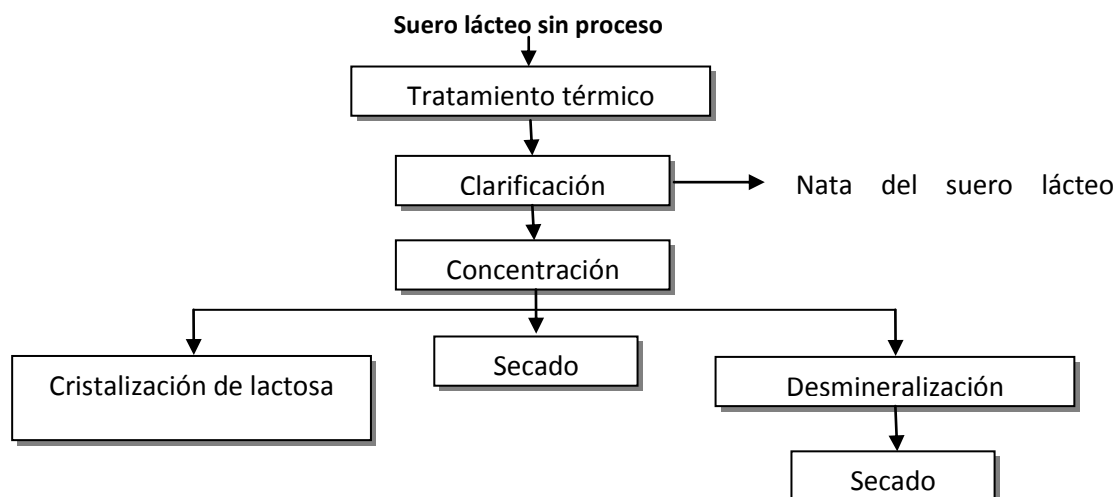 Suero lácteo sin proceso
Tratamiento térmico
Clarificación
Nata del suero lácteo
Concentración
Cristalización de lactosa
Secado
Desmineralización
Secado